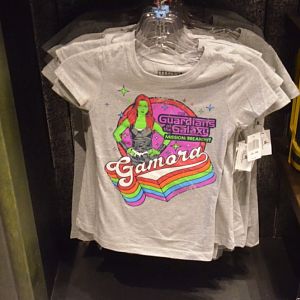 Guardians
of the
Galaxy
MISSION: BREAKOUT!
Gamora